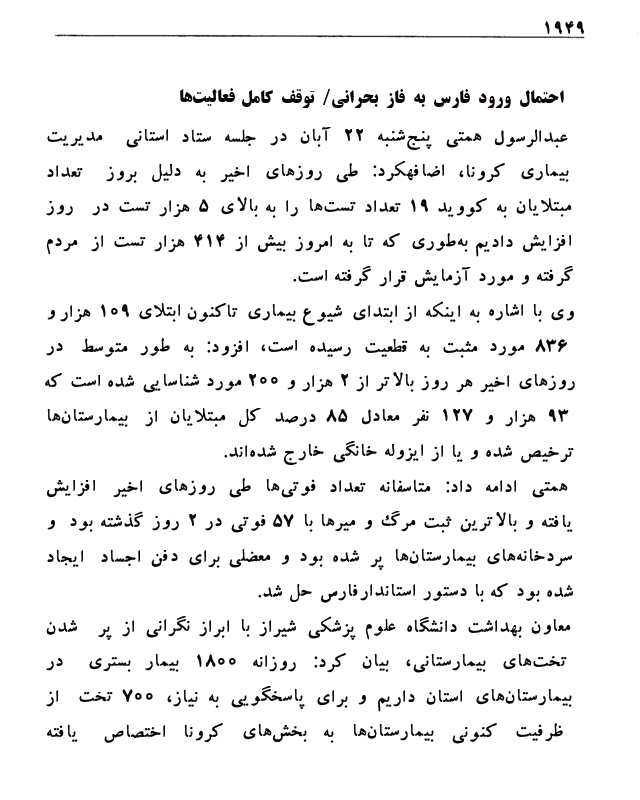 ۱۹۴۹
احتمال ورود فارس به فاز بحرانی/ توقف کامل فعالیت‌ها
عبدالرسول همتی پنج‌شنبه ۲۲ آبان در جلسه ستاد استانی مدیریت
بیماری کرونا، اضافهکرد: طی روزهای اخیر به دلیل بروز تعداد
مبتلایان به کووید ۱۹ تعداد تست‌ها را به بالای ۵ هزار تست در روز
افزایش دادیم به‌طوری که تا به امروز بیش از ۴۱۴ هزار تست از مردم
گرفته و مورد آزمایش قرار گرفته است.
وی با اشاره به اینکه از ابتدای شیوع بیماری تاکنون ابتلای ۱۰۹ هزار و
۸۳۶ مورد مثبت به قطعیت رسیده است، افزود: به طور متوسط در
روزهای اخیر هر روز بالاتر از ۲ هزار و ۲۰۰ مورد شناسایی شده است که
۹۳ هزار و ۱۲۷ نفر معادل ۸۵ درصد کل مبتلایان از بیمارستان‌ها
ترخیص شده و یا از ایزوله خانگی خارج شده‌اند.
همتی ادامه داد: متاسفانه تعداد فوتی‌ها طی روزهای اخیر افزایش
یافته و بالاترین ثبت مرگ و میرها با ۵۷ فوتی در ۲ روز گذشته بود و
سردخانه‌های بیمارستان‌ها پر شده بود و معضلی برای دفن اجساد ایجاد
شده بود که با دستور استاندارفارس حل شد.
معاون بهداشت دانشگاه علوم پزشکی شیراز با ابراز نگرانی از پر شدن
تخت‌های بیمارستانی، بیان کرد: روزانه ۱۸۰۰ بیمار بستری در
بیمارستان‌های استان داریم و برای پاسخگویی به نیاز، ۷۰۰ تخت از
ظرفیت کنونی بیمارستان‌ها به بخش‌های کرونا اختصاص یافته